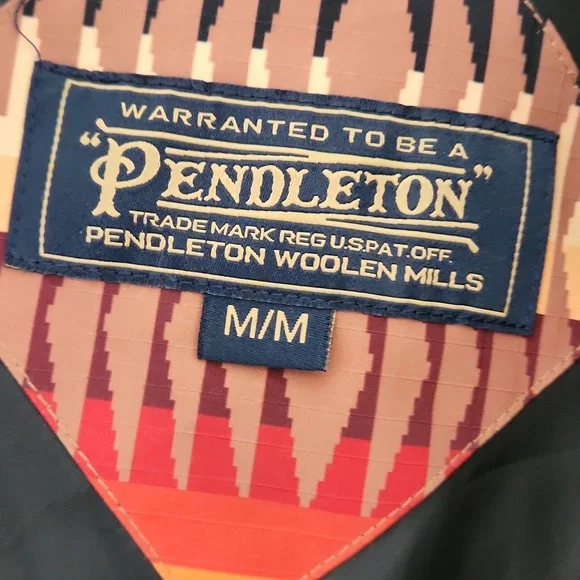 WARRANTED TO BE A
"PENDLETON"
TRADE MARK REG U.S.PAT.OFF.
PENDLETON WOOLEN MILLS
M/M